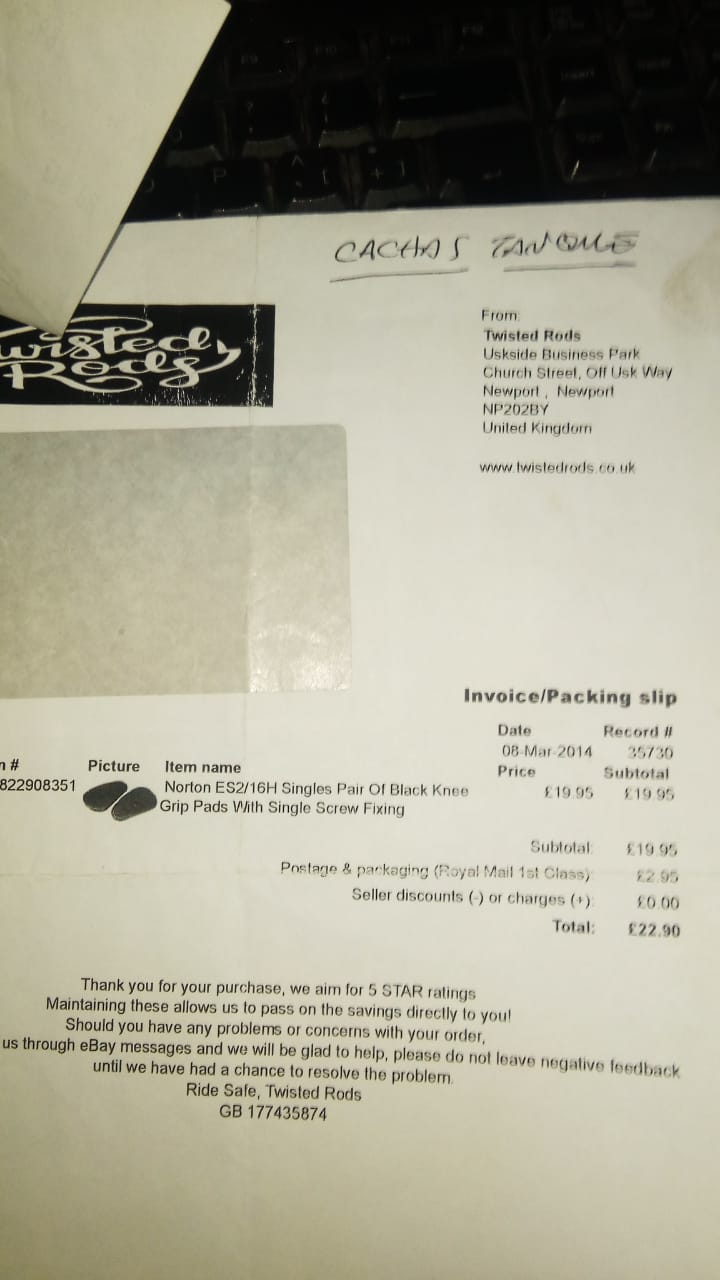 CACHAS TANQUE
Twisted
Rods
From:
Twisted Rods
Uskside Business Park
Church Street, Off Usk Way
Newport , Newport
NP202BY
United Kingdom
www.twistedrods.co.uk
Invoice/Packing slip
Date Record #
08-Mar-2014 35730
Price Subtotal
#
Picture Item name
822908351 Norton ES2/16H Singles Pair Of Black Knee £19.95 £19.95
Grip Pads With Single Screw Fixing
Subtotal: £19.95
Postage & packaging (Royal Mail 1st Class): £2.95
Seller discounts (-) or charges (+): £0.00
Total: £22.90
Thank you for your purchase, we aim for 5 STAR ratings
Maintaining these allows us to pass on the savings directly to you!
Should you have any problems or concerns with your order,
us through eBay messages and we will be glad to help, please do not leave negative feedback
until we have had a chance to resolve the problem.
Ride Safe, Twisted Rods
GB 177435874